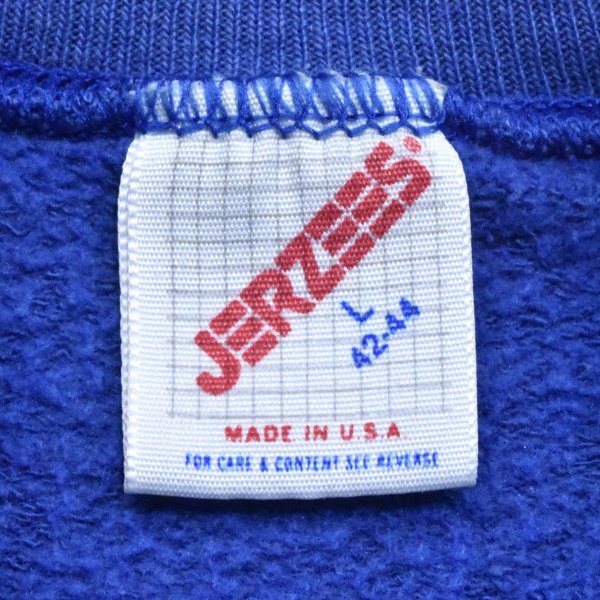 JERZEES®
L
42-44
MADE IN U.S.A.
FOR CARE & CONTENT SEE REVERSE